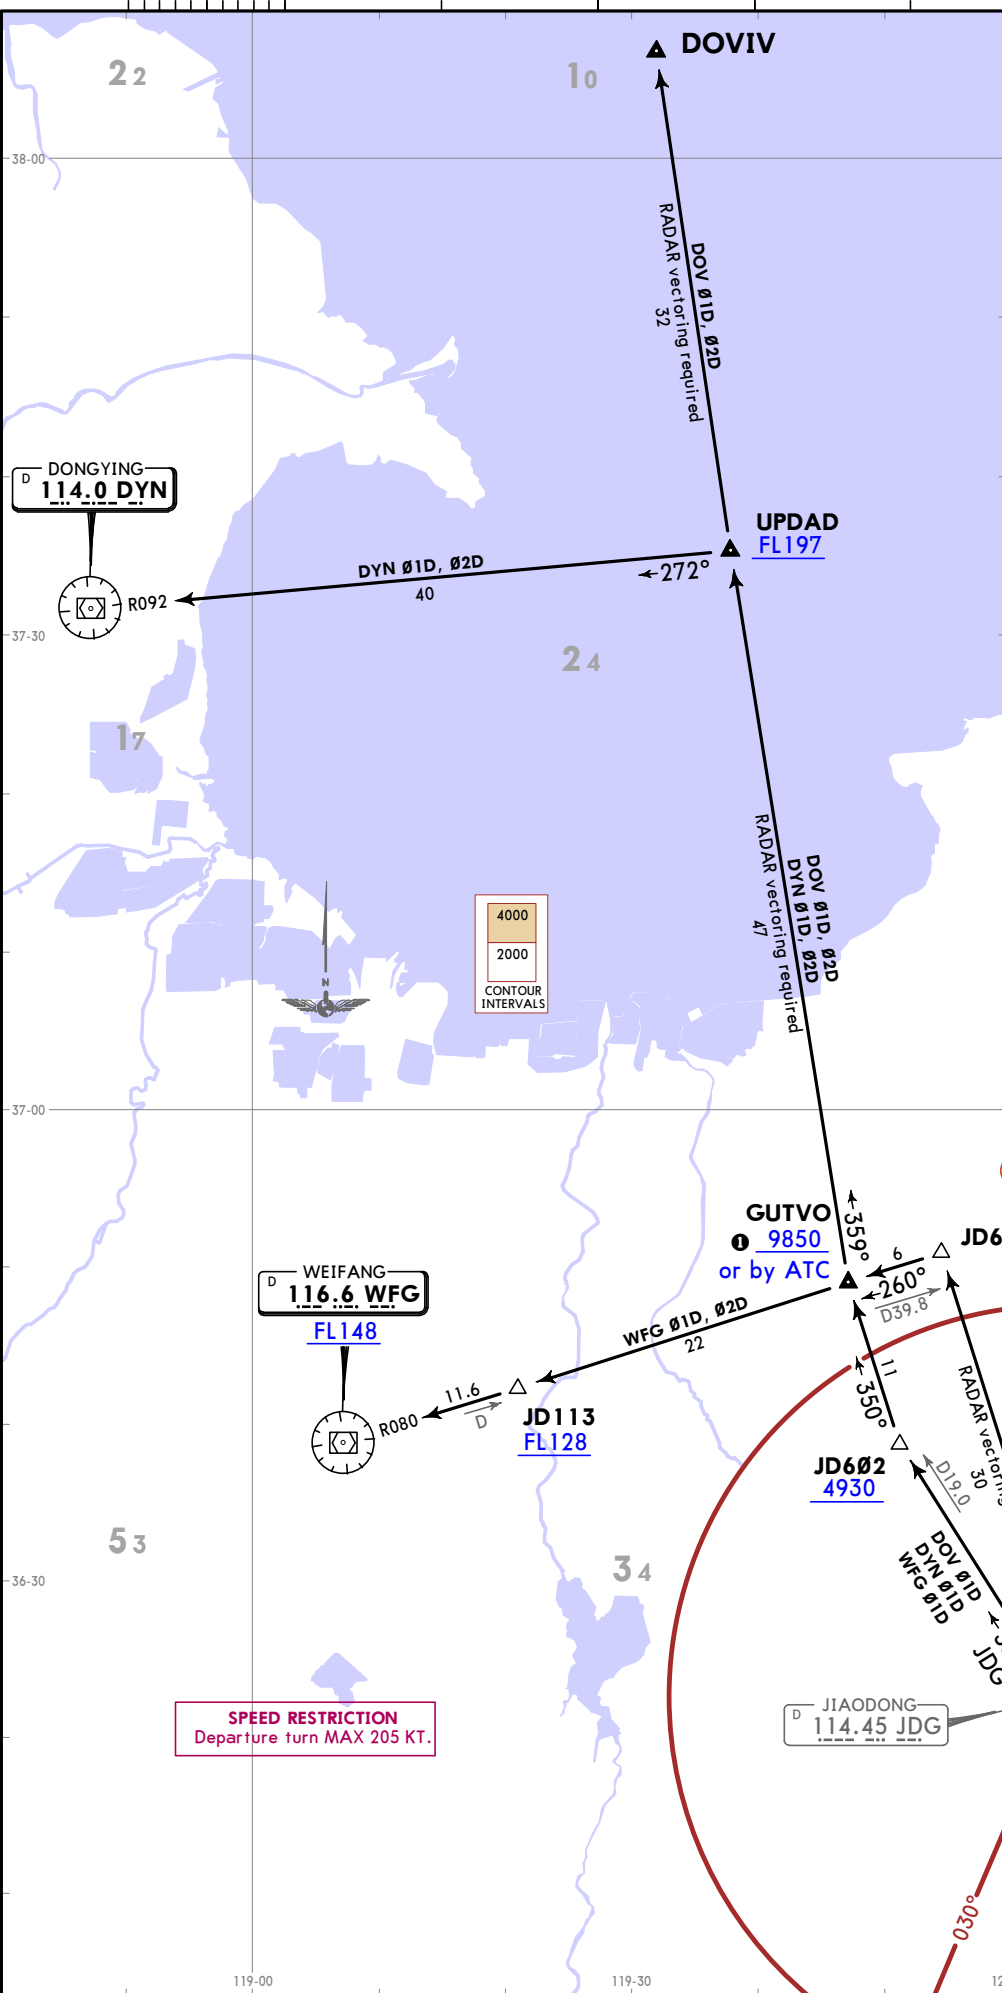 DOVIV
22
10
38-00
DOV Ø1D, Ø2D
RADAR vectoring required
32
DONGYING
D 114.0 DYN
UPDAD
FL197
DYN Ø1D, Ø2D
272°
40
R092
37-30
24
17
DOV Ø1D, Ø2D
DYN Ø1D, Ø2D
RADAR vectoring required
47
4000
2000
CONTOUR
INTERVALS
N
37-00
359°
GUTVO
1 9850
or by ATC
JD6
6
260°
D39.8
WEIFANG
D 116.6 WFG
FL148
WFG Ø1D, Ø2D
22
11
350°
RADAR vectoring
30
11.6
D
R080
JD113
FL128
JD6Ø2
4930
D19.0
53
34
36-30
DOV Ø1D
DYN Ø1D
WFG Ø1D
JDG
SPEED RESTRICTION
Departure turn MAX 205 KT.
JIAODONG
D 114.45 JDG
030°
119-00
119-30